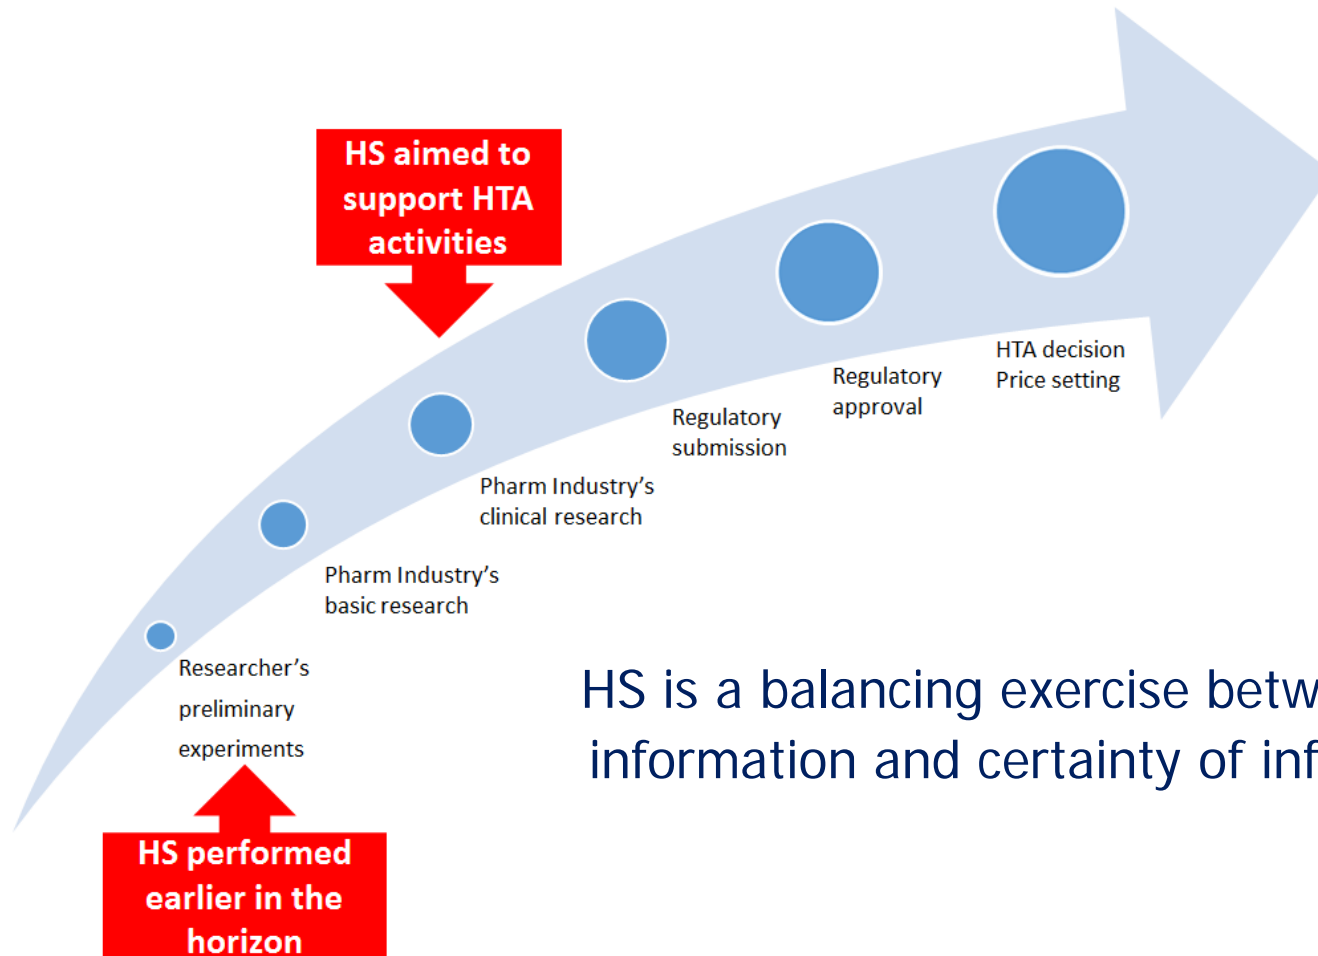 HS aimed to
support HTA
activities
HTA decision
Price setting
Regulatory
approval
Regulatory
submission
Pharm Industry's
clinical research
Pharm Industry's
basic research
Researcher's
preliminary
experiments
HS is a balancing exercise
information and certainty of
HS performed
earlier in the
horizon